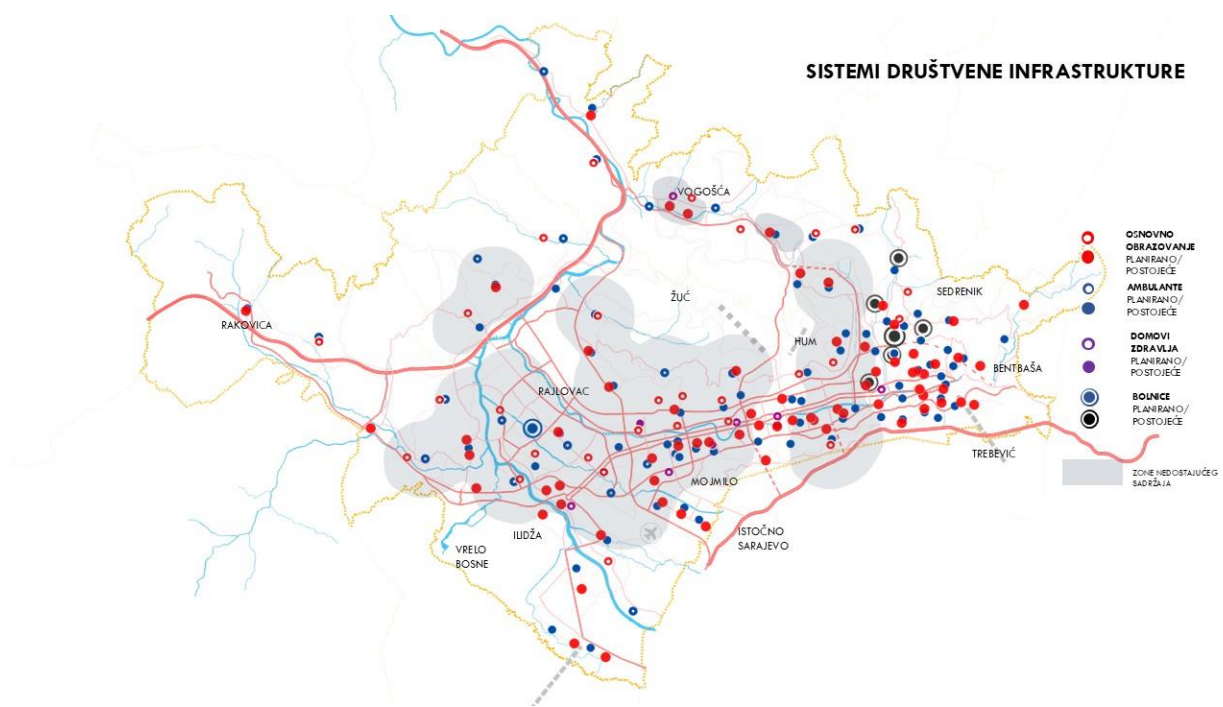 SISTEMI DRUŠTVENE INFRASTRUKTURE
VOGOŠĆA
ŽUĆ
SEDRENIK
RAKOVICA
HUM
BENTBAŠA
RAJLOVAC
TREBEVIĆ
MOJMILO
ILIDŽA
ISTOČNO
SARAJEVO
VRELO
BOSNE
OSNOVNO
OBRAZOVANJE
PLANIRANO/
POSTOJEĆE
AMBULANTE
PLANIRANO/
POSTOJEĆE
DOMOVI
ZDRAVLJA
PLANIRANO/
POSTOJEĆE
BOLNICE
PLANIRANO/
POSTOJEĆE
ZONE NEDOSTAJUĆEG
SADRŽAJA